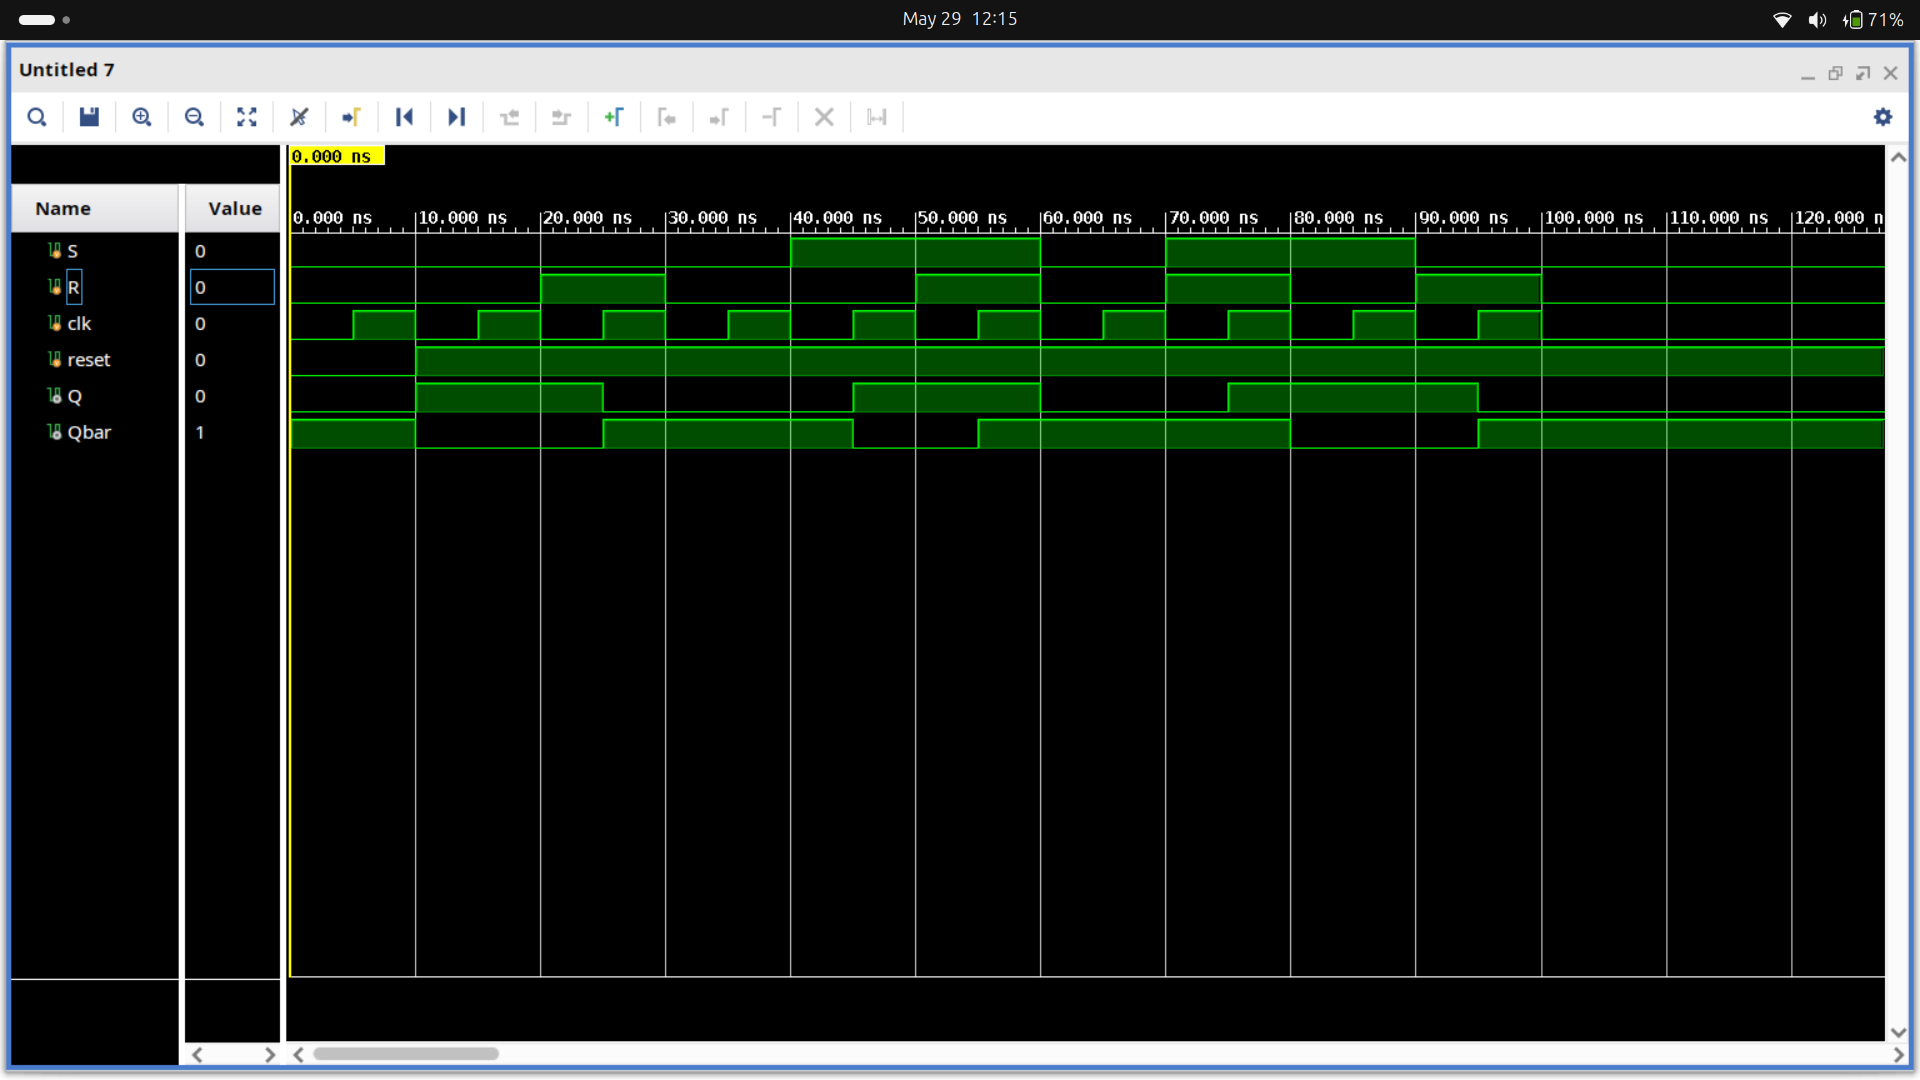 May 29 12:15
71%
Untitled 7
0.000 ns
Name Value
0.000 ns 10.000 ns 20.000 ns 30.000 ns 40.000 ns 50.000 ns 60.000 ns 70.000 ns 80.000 ns 90.000 ns 100.000 ns 110.000 ns 120.000 n
S 0
R 0
clk 0
reset 0
Q 0
Qbar 1